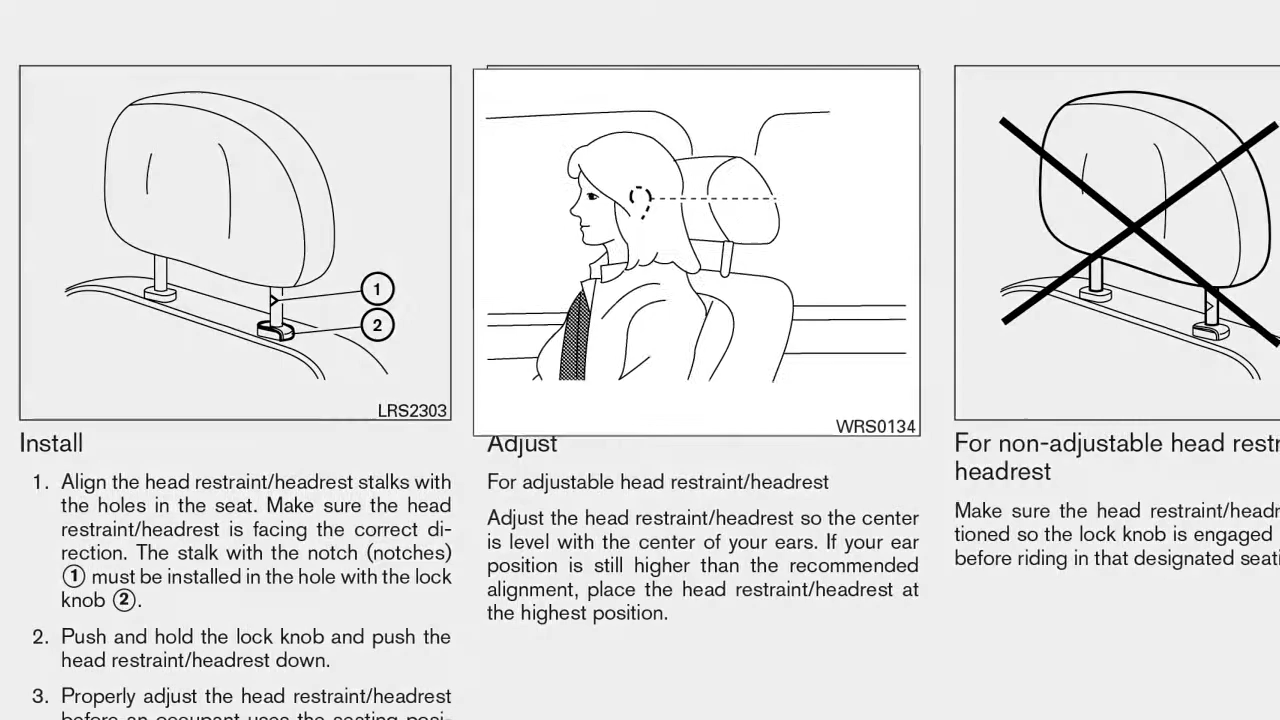 1
2
LRS2303
Install
1. Align the head restraint/headrest stalks with
the holes in the seat. Make sure the head
restraint/headrest is facing the correct di-
rection. The stalk with the notch (notches)
1 must be installed in the hole with the lock
knob 2.
2. Push and hold the lock knob and push the
head restraint/headrest down.
3. Properly adjust the head restraint/headrest
before an occupant uses the seating posi-
WRS0134
Adjust
For adjustable head restraint/headrest
Adjust the head restraint/headrest so the center
is level with the center of your ears. If your ear
position is still higher than the recommended
alignment, place the head restraint/headrest at
the highest position.
For non-adjustable head restr
headrest
Make sure the head restraint/headr
tioned so the lock knob is engaged
before riding in that designated seati